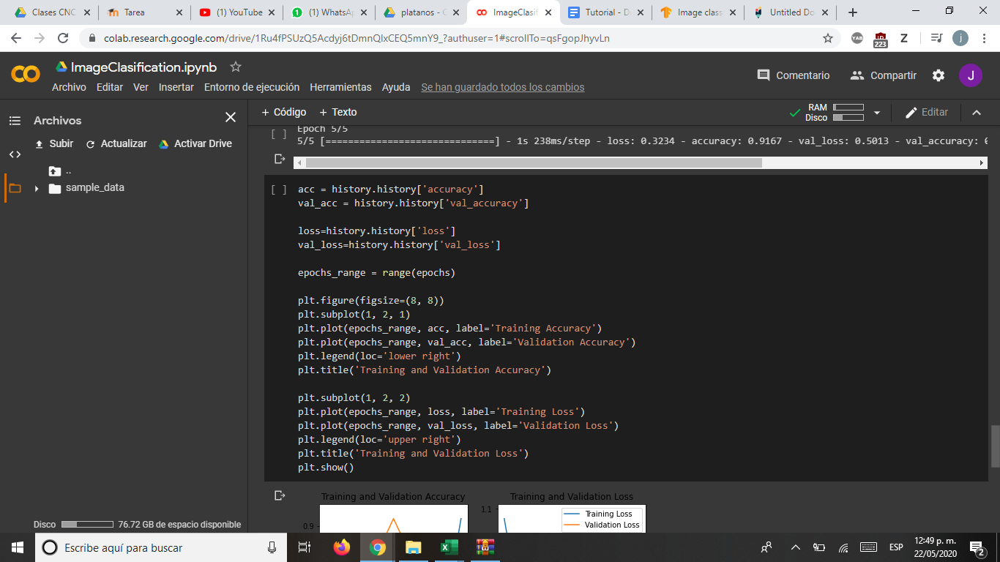 Clases CNC
Tarea
(1) YouTube
(1) WhatsAp
platanos - G
ImageClasif
Tutorial - D
Image class
Untitled Do
colab.research.google.com/drive/1Ru4fPSUzQ5Acdyj6tDmnQlxCEQ5mnY9_?authuser=1#scrollTo=qsFgopJhyvLn
YAB
223
Z
j
ImageClasification.ipynb
Comentario
Compartir
J
Archivo Editar Ver Insertar Entorno de ejecución Herramientas Ayuda Se han guardado todos los cambios
Archivos
+ Código + Texto
RAM
Disco
Editar
Subir Actualizar Activar Drive
..
sample_data
Epoch 5/5
[ ] 5/5 [==============================] - 1s 238ms/step - loss: 0.3234 - accuracy: 0.9167 - val_loss: 0.5013 - val_accuracy: 0
[ ] acc = history.history['accuracy']
val_acc = history.history['val_accuracy']
loss=history.history['loss']
val_loss=history.history['val_loss']
epochs_range = range(epochs)
plt.figure(figsize=(8, 8))
plt.subplot(1, 2, 1)
plt.plot(epochs_range, acc, label='Training Accuracy')
plt.plot(epochs_range, val_acc, label='Validation Accuracy')
plt.legend(loc='lower right')
plt.title('Training and Validation Accuracy')
plt.subplot(1, 2, 2)
plt.plot(epochs_range, loss, label='Training Loss')
plt.plot(epochs_range, val_loss, label='Validation Loss')
plt.legend(loc='upper right')
plt.title('Training and Validation Loss')
plt.show()
Training and Validation Accuracy
Training and Validation Loss
1.1
Training Loss
0.9
Validation Loss
Disco 76.72 GB de espacio disponible
Escribe aquí para buscar
ESP
12:49 p. m.
22/05/2020
2